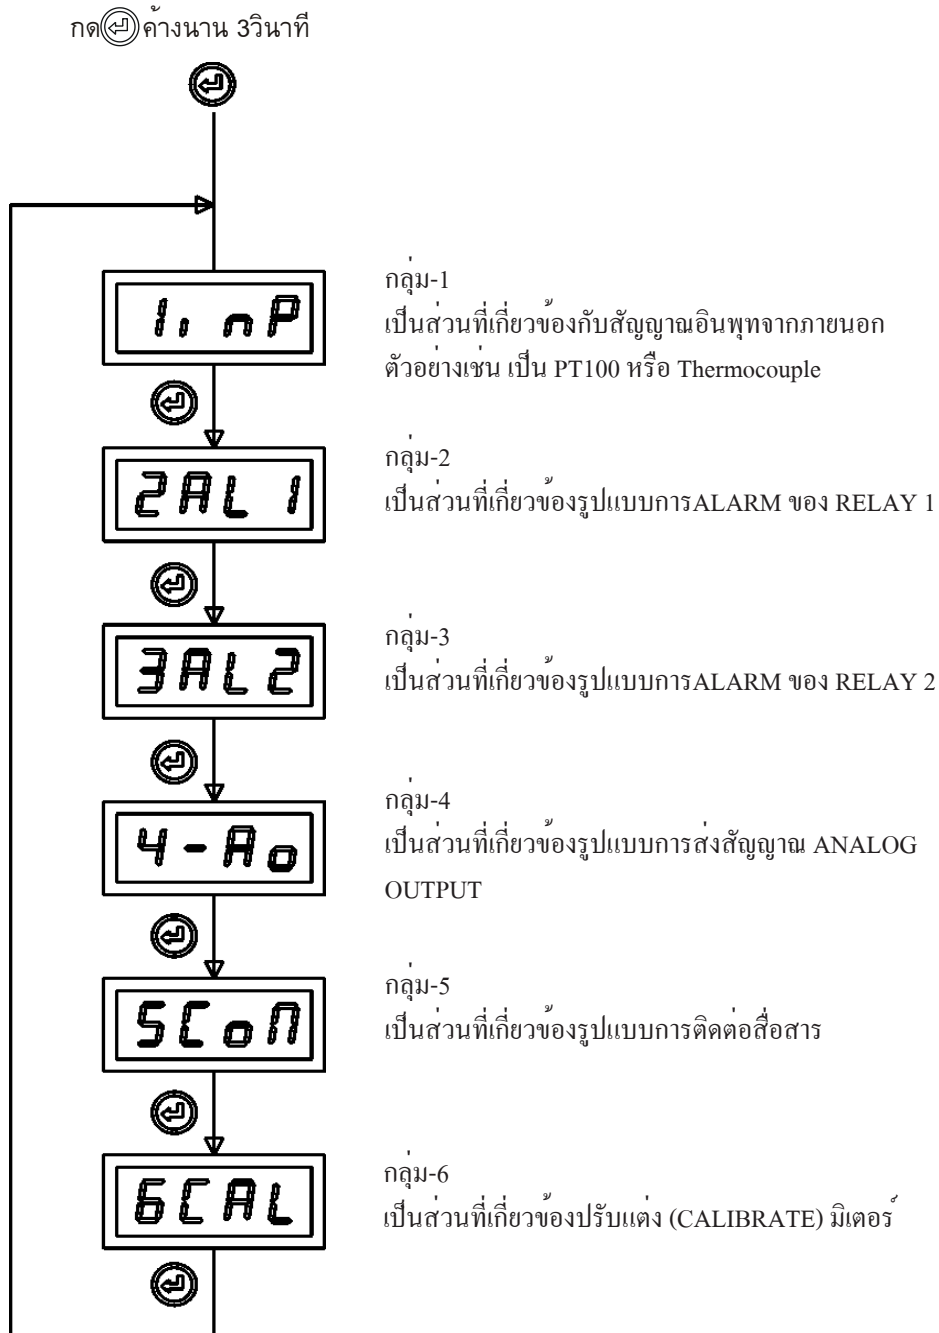 กด ค้างนาน 3วินาที
1inP
กลุ่ม-1
เป็นส่วนที่เกี่ยวข้องกับสัญญาณอินพุทจากภายนอก
ตัวอย่างเช่น เป็น PT100 หรือ Thermocouple
2AL1
กลุ่ม-2
เป็นส่วนที่เกี่ยวข้องรูปแบบการALARM ของ RELAY 1
3AL2
กลุ่ม-3
เป็นส่วนที่เกี่ยวข้องรูปแบบการALARM ของ RELAY 2
4-Ao
กลุ่ม-4
เป็นส่วนที่เกี่ยวข้องรูปแบบการส่งสัญญาณ ANALOG
OUTPUT
5CoM
กลุ่ม-5
เป็นส่วนที่เกี่ยวข้องรูปแบบการติดต่อสื่อสาร
6CAL
กลุ่ม-6
เป็นส่วนที่เกี่ยวข้องปรับแต่ง (CALIBRATE) มิเตอร์